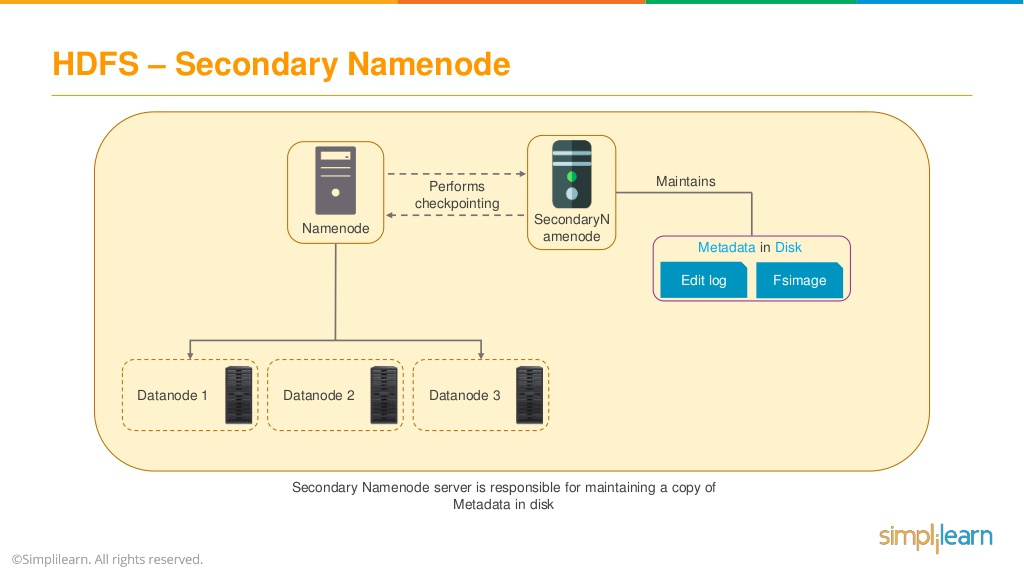 HDFS – Secondary Namenode
Performs
checkpointing
Namenode
SecondaryN
amenode
Maintains
Metadata in Disk
Edit log
Fsimage
Datanode 1
Datanode 2
Datanode 3
Secondary Namenode server is responsible for maintaining a copy of
Metadata in disk
simplilearn
©Simplilearn. All rights reserved.